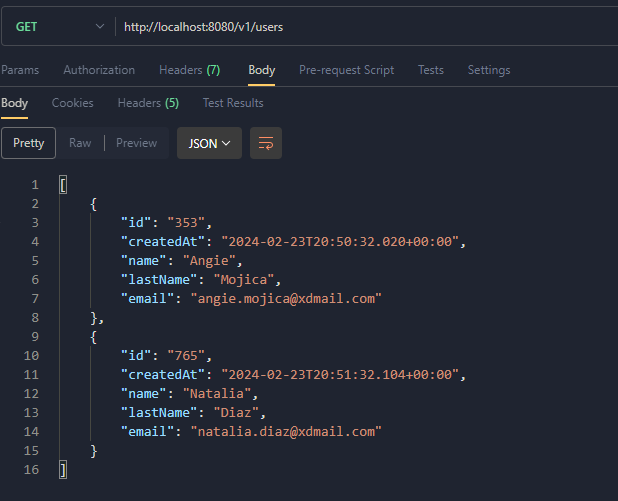 GET http://localhost:8080/v1/users
Params Authorization Headers (7) Body Pre-request Script Tests Settings
Body Cookies Headers (5) Test Results
Pretty Raw Preview JSON
1 [
2 {
3 "id": "353",
4 "createdAt": "2024-02-23T20:50:32.020+00:00",
5 "name": "Angie",
6 "lastName": "Mojica",
7 "email": "angie.mojica@xdmail.com"
8 },
9 {
10 "id": "765",
11 "createdAt": "2024-02-23T20:51:32.104+00:00",
12 "name": "Natalia",
13 "lastName": "Diaz",
14 "email": "natalia.diaz@xdmail.com"
15 }
16 ]